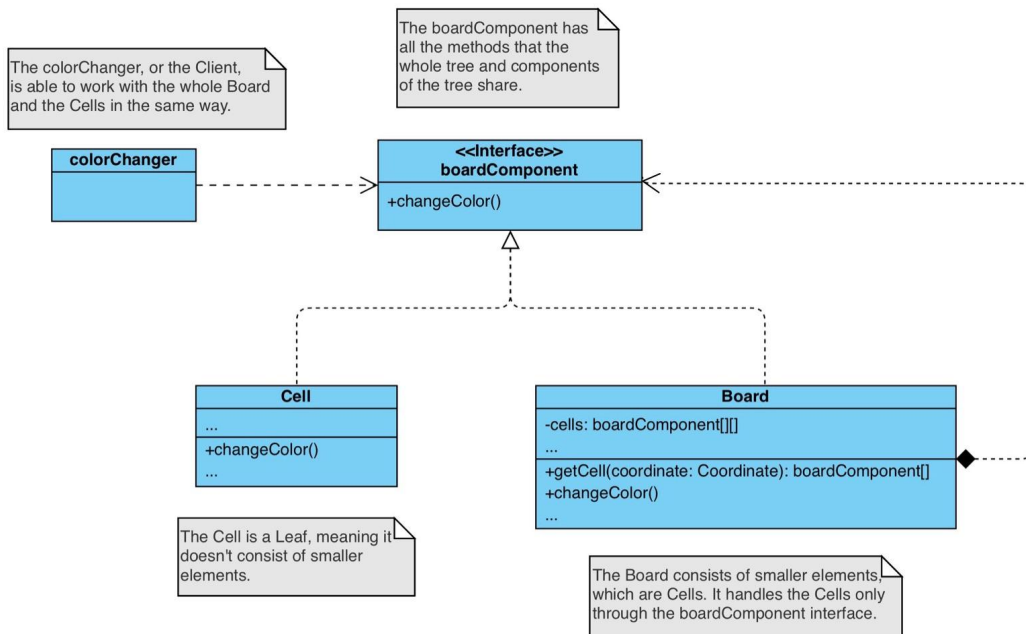 The boardComponent has
all the methods that the
whole tree and components
of the tree share.
The colorChanger, or the Client,
is able to work with the whole Board
and the Cells in the same way.
colorChanger
<<Interface>>
boardComponent
+changeColor()
Cell
...
+changeColor()
...
Board
-cells: boardComponent[][]
...
+getCell(coordinate: Coordinate): boardComponent[]
+changeColor()
...
The Cell is a Leaf, meaning it
doesn't consist of smaller
elements.
The Board consists of smaller elements,
which are Cells. It handles the Cells only
through the boardComponent interface.